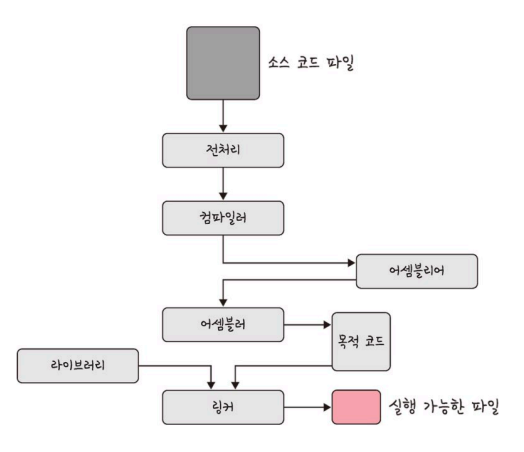 소스 코드 파일
전처리
컴파일러
어셈블리어
어셈블러
목적 코드
라이브러리
링커
실행 가능한 파일